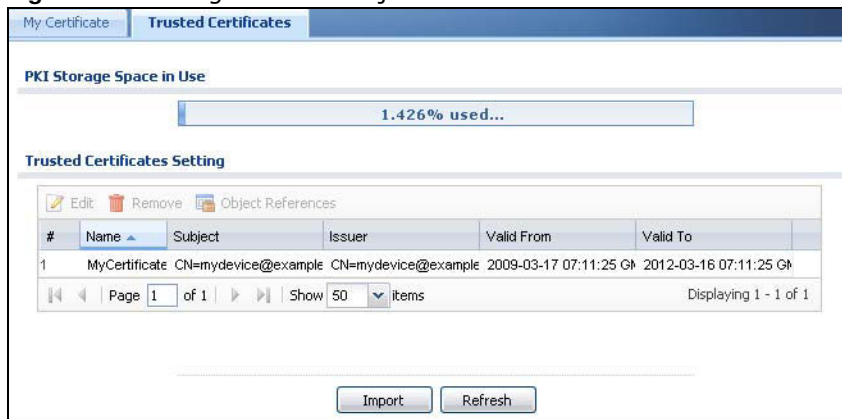 My Certificate Trusted Certificates
PKI Storage Space in Use
1.426% used...
Trusted Certificates Setting
Edit Remove Object References
# Name Subject Issuer Valid From Valid To
1 MyCertificate CN=mydevice@example CN=mydevice@example 2009-03-17 07:11:25 GM 2012-03-16 07:11:25 GM
Page 1 of 1 Show 50 items Displaying 1 - 1 of 1
Import Refresh